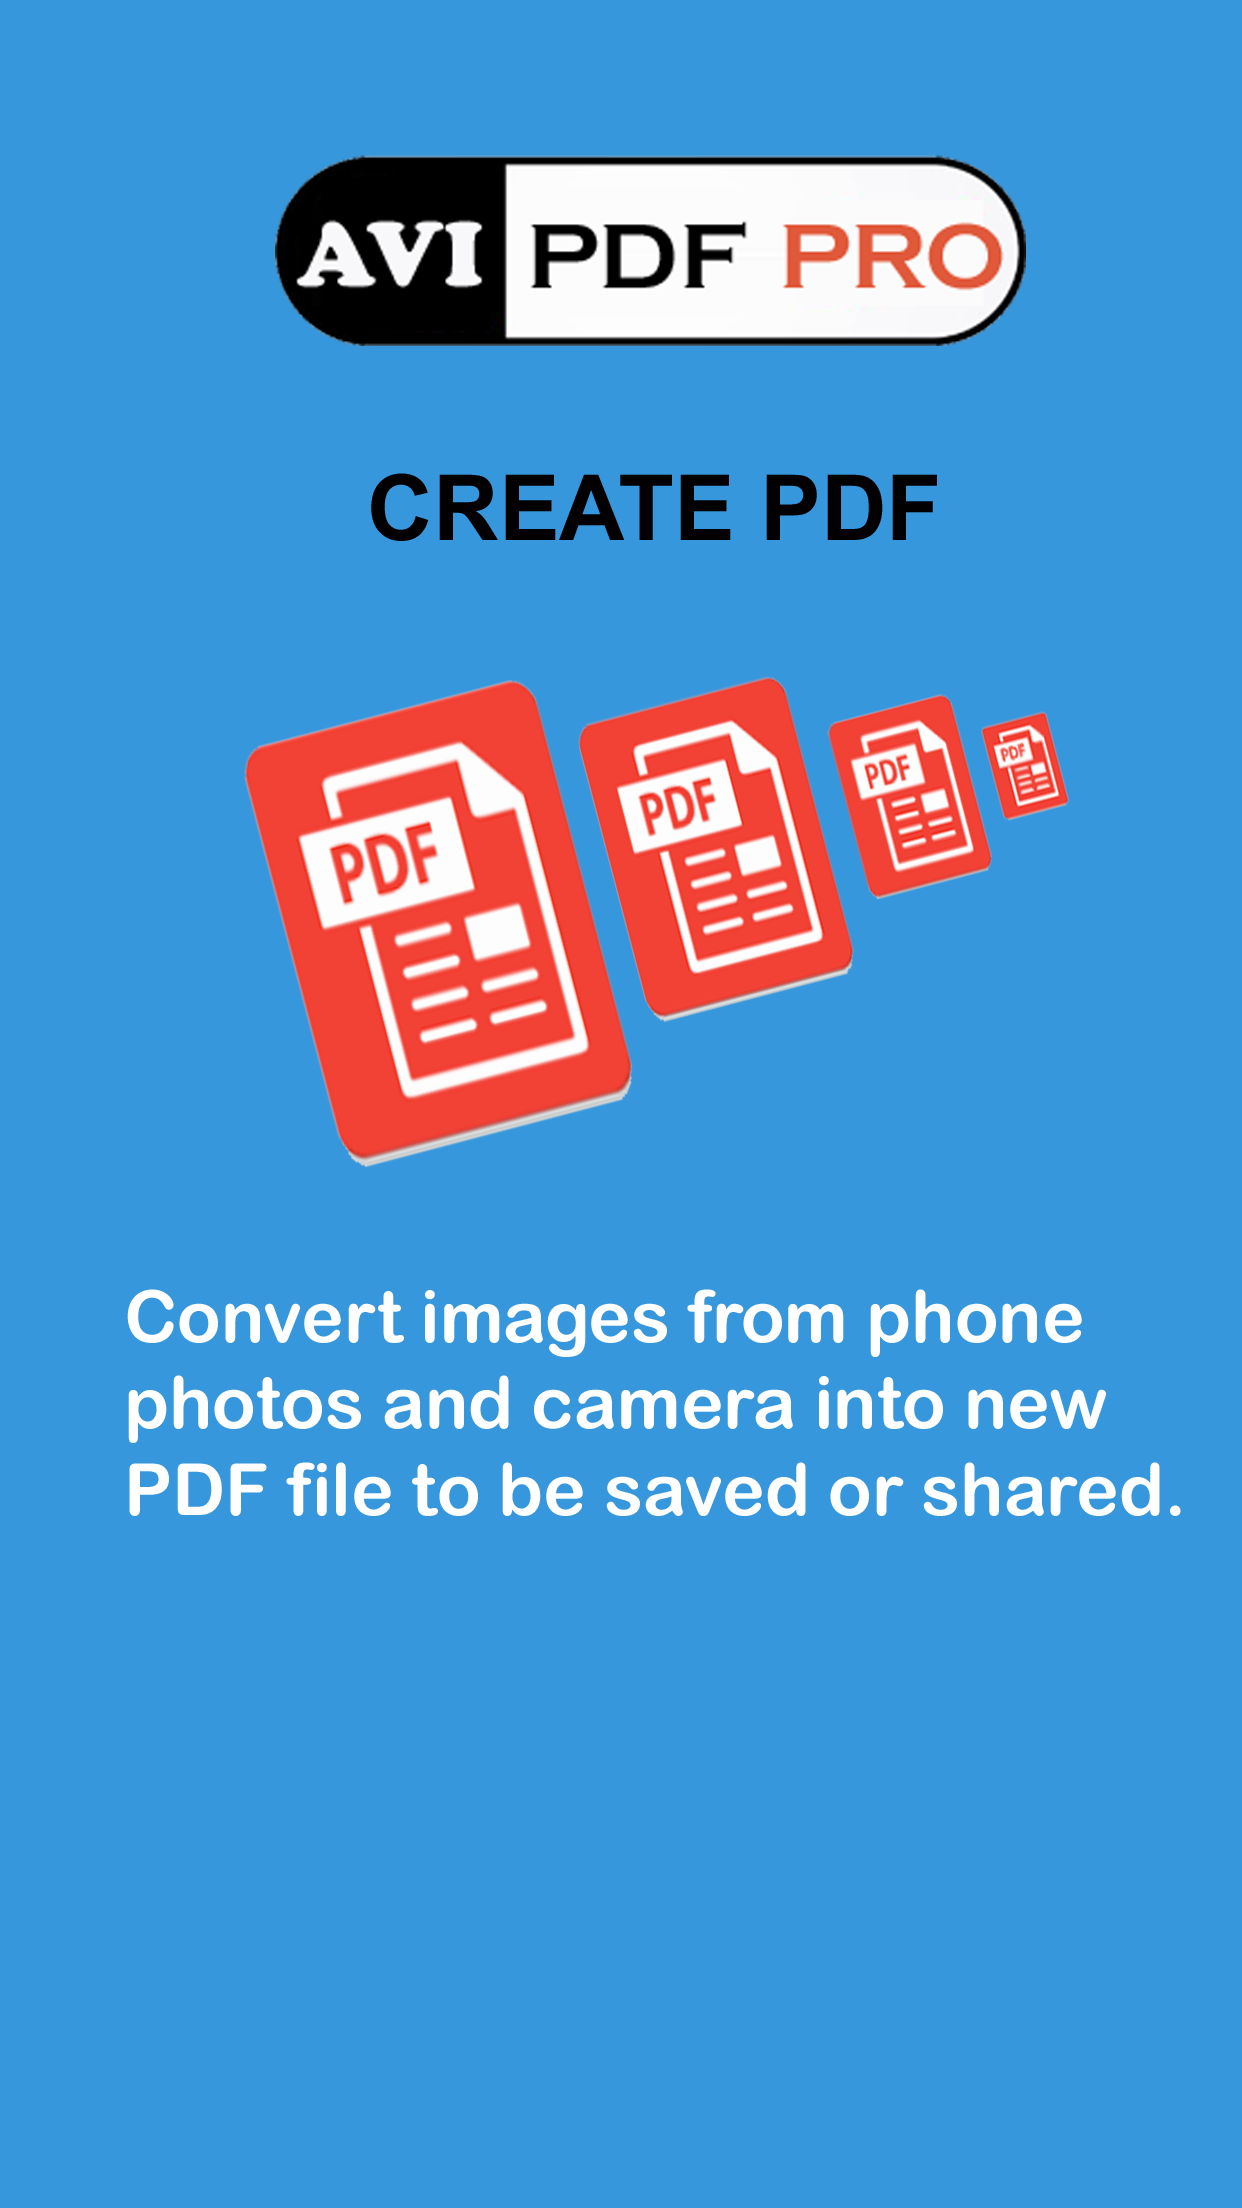 AVI PDF PRO
CREATE PDF
PDF PDF PDF PDF
Convert images from phone
photos and camera into new
PDF file to be saved or shared.